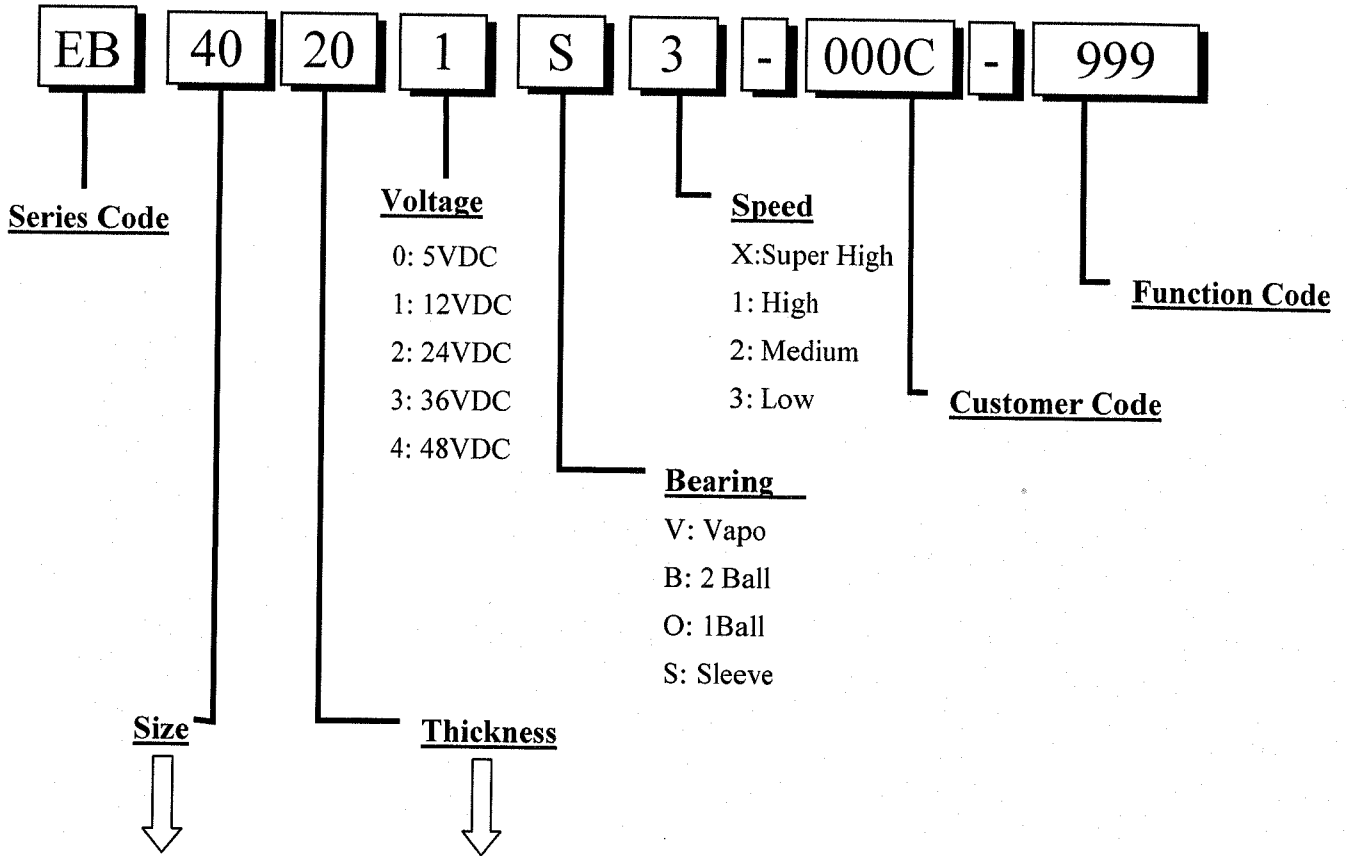 EB 40 20 1 S 3 - 000C - 999
Series Code
Voltage
0: 5VDC
1: 12VDC
2: 24VDC
3: 36VDC
4: 48VDC
Speed
X:Super High
1: High
2: Medium
3: Low
Function Code
Customer Code
Bearing
V: Vapo
B: 2 Ball
O: 1Ball
S: Sleeve
Size
Thickness